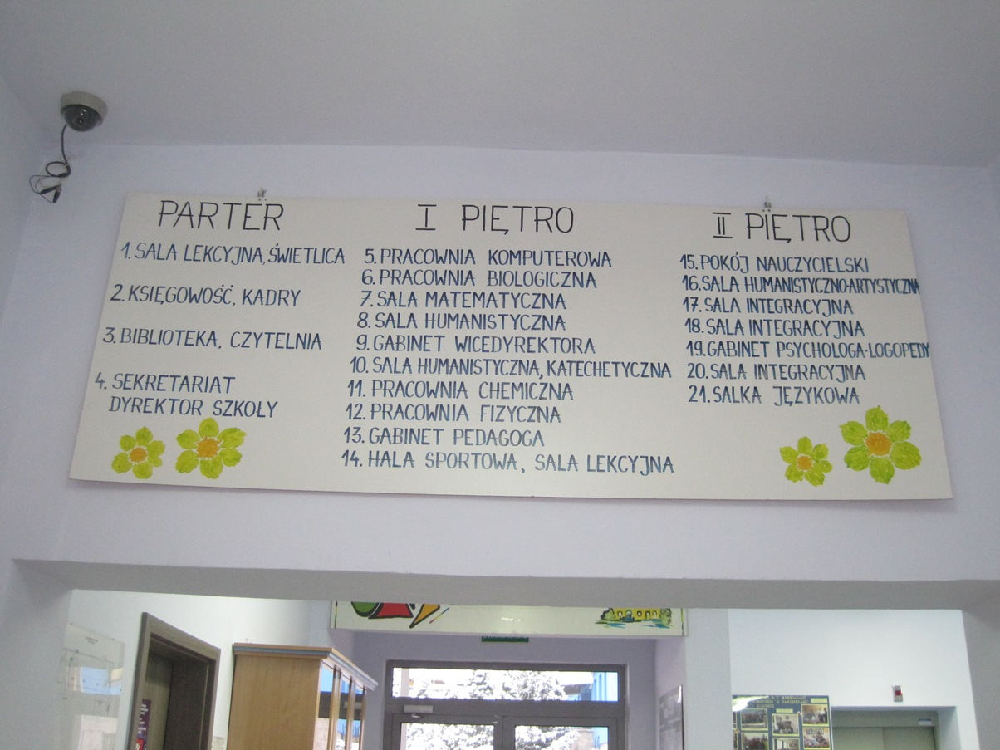 PARTER
1. SALA LEKCYJNA, ŚWIETLICA
2. KSIĘGOWOŚĆ, KADRY
3. BIBLIOTEKA, CZYTELNIA
4. SEKRETARIAT
DYREKTOR SZKOŁY
I PIĘTRO
5. PRACOWNIA KOMPUTEROWA
6. PRACOWNIA BIOLOGICZNA
7. SALA MATEMATYCZNA
8. SALA HUMANISTYCZNA
9. GABINET WICEDYREKTORA
10. SALA HUMANISTYCZNA, KATECHETYCZNA
11. PRACOWNIA CHEMICZNA
12. PRACOWNIA FIZYCZNA
13. GABINET PEDAGOGA
14. HALA SPORTOWA, SALA LEKCYJNA
II PIĘTRO
15. POKÓJ NAUCZYCIELSKI
16. SALA HUMANISTYCZNO-ARTYSTYCZNA
17. SALA INTEGRACYJNA
18. SALA INTEGRACYJNA
19. GABINET PSYCHOLOGA-LOGOPEDY
20. SALA INTEGRACYJNA
21. SALKA JĘZYKOWA